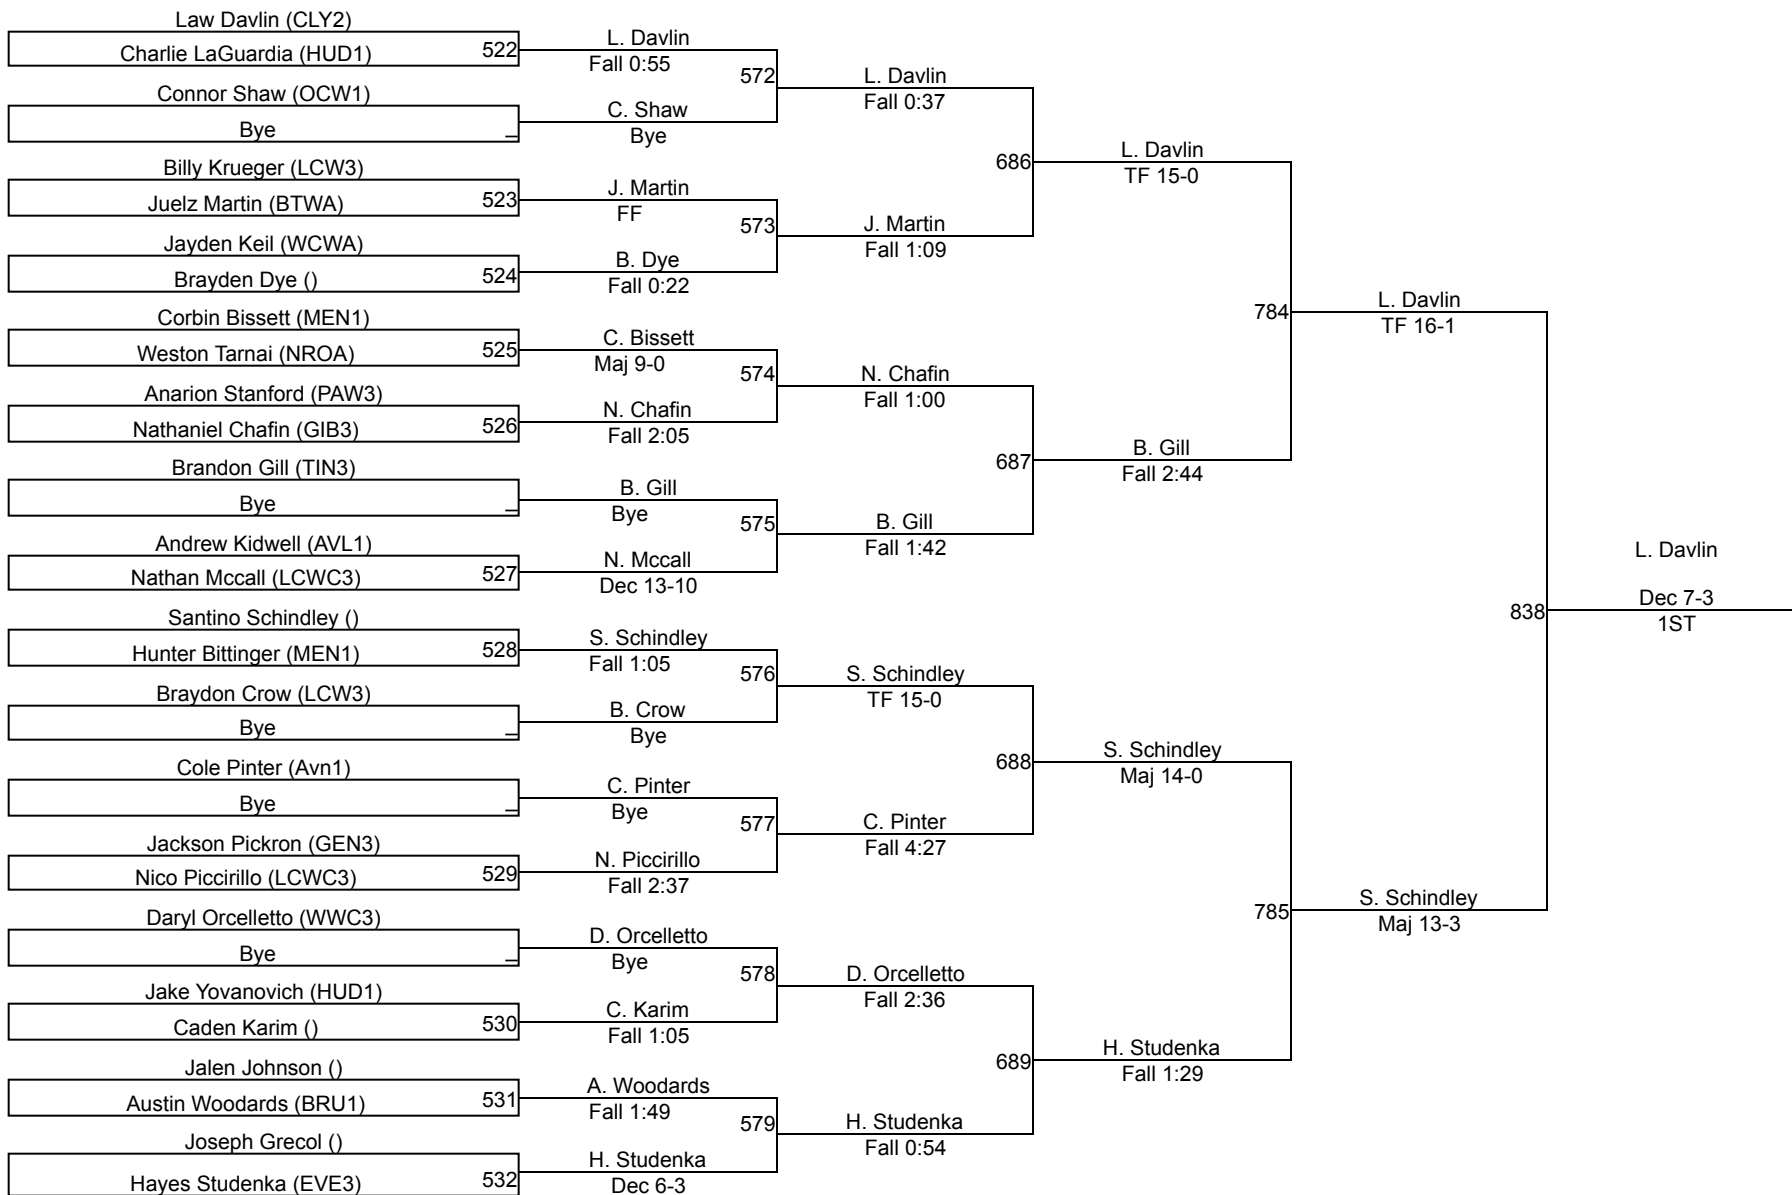 Law Davlin (CLY2)
Charlie LaGuardia (HUD1) 522
Connor Shaw (OCW1)
Bye _
Billy Krueger (LCW3)
Juelz Martin (BTWA) 523
Jayden Keil (WCWA)
Brayden Dye () 524
Corbin Bissett (MEN1)
Weston Tarnai (NROA) 525
Anarion Stanford (PAW3)
Nathaniel Chafin (GIB3) 526
Brandon Gill (TIN3)
Bye _
Andrew Kidwell (AVL1)
Nathan Mccall (LCWC3) 527
Santino Schindley ()
Hunter Bittinger (MEN1) 528
Braydon Crow (LCW3)
Bye _
Cole Pinter (Avn1)
Bye _
Jackson Pickron (GEN3)
Nico Piccirillo (LCWC3) 529
Daryl Orcelletto (WWC3)
Bye _
Jake Yovanovich (HUD1)
Caden Karim () 530
Jalen Johnson ()
Austin Woodards (BRU1) 531
Joseph Grecol ()
Hayes Studenka (EVE3) 532
L. Davlin
Fall 0:55
572
C. Shaw
Bye
J. Martin
FF
573
B. Dye
Fall 0:22
C. Bissett
Maj 9-0
574
N. Chafin
Fall 2:05
B. Gill
Bye
575
N. Mccall
Dec 13-10
S. Schindley
Fall 1:05
576
B. Crow
Bye
C. Pinter
Bye
577
N. Piccirillo
Fall 2:37
D. Orcelletto
Bye
578
C. Karim
Fall 1:05
A. Woodards
Fall 1:49
579
H. Studenka
Dec 6-3
L. Davlin
Fall 0:37
686
J. Martin
Fall 1:09
N. Chafin
Fall 1:00
687
B. Gill
Fall 1:42
S. Schindley
TF 15-0
688
C. Pinter
Fall 4:27
D. Orcelletto
Fall 2:36
689
H. Studenka
Fall 0:54
L. Davlin
TF 15-0
784
B. Gill
Fall 2:44
S. Schindley
Maj 14-0
785
H. Studenka
Fall 1:29
L. Davlin
TF 16-1
838
S. Schindley
Maj 13-3
L. Davlin
Dec 7-3
1ST